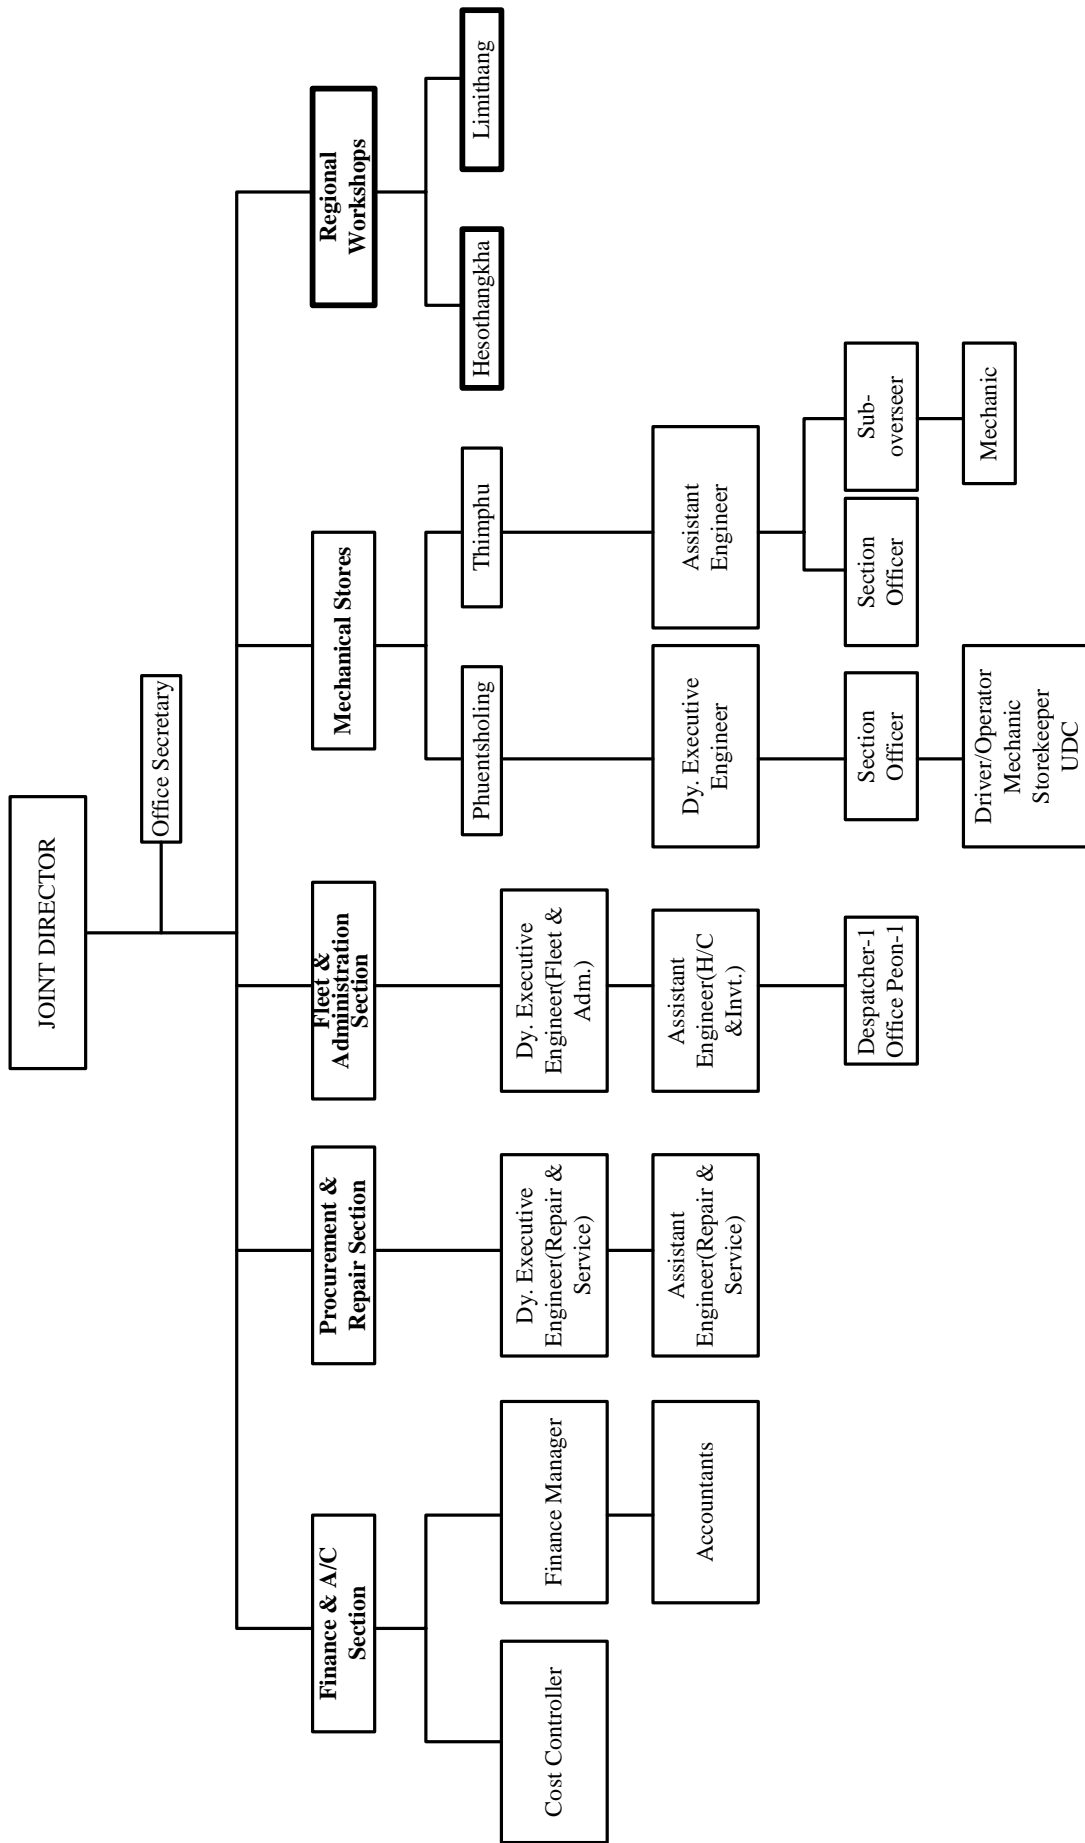 JOINT DIRECTOR
Office Secretary
Finance & A/C
Section
Procurement &
Repair Section
Fleet &
Administration
Section
Mechanical Stores
Regional
Workshops
Phuentsholing
Thimphu
Hesothangkha
Limithang
Cost Controller
Finance Manager
Dy. Executive
Engineer(Repair &
Service)
Dy. Executive
Engineer(Fleet &
Adm.)
Accountants
Assistant
Engineer(Repair &
Service)
Assistant
Engineer(H/C
&Invt.)
Dy. Executive
Engineer
Assistant
Engineer
Despatcher-1
Office Peon-1
Section
Officer
Section
Officer
Sub-
overseer
Driver/Operator
Mechanic
Storekeeper
UDC
Mechanic